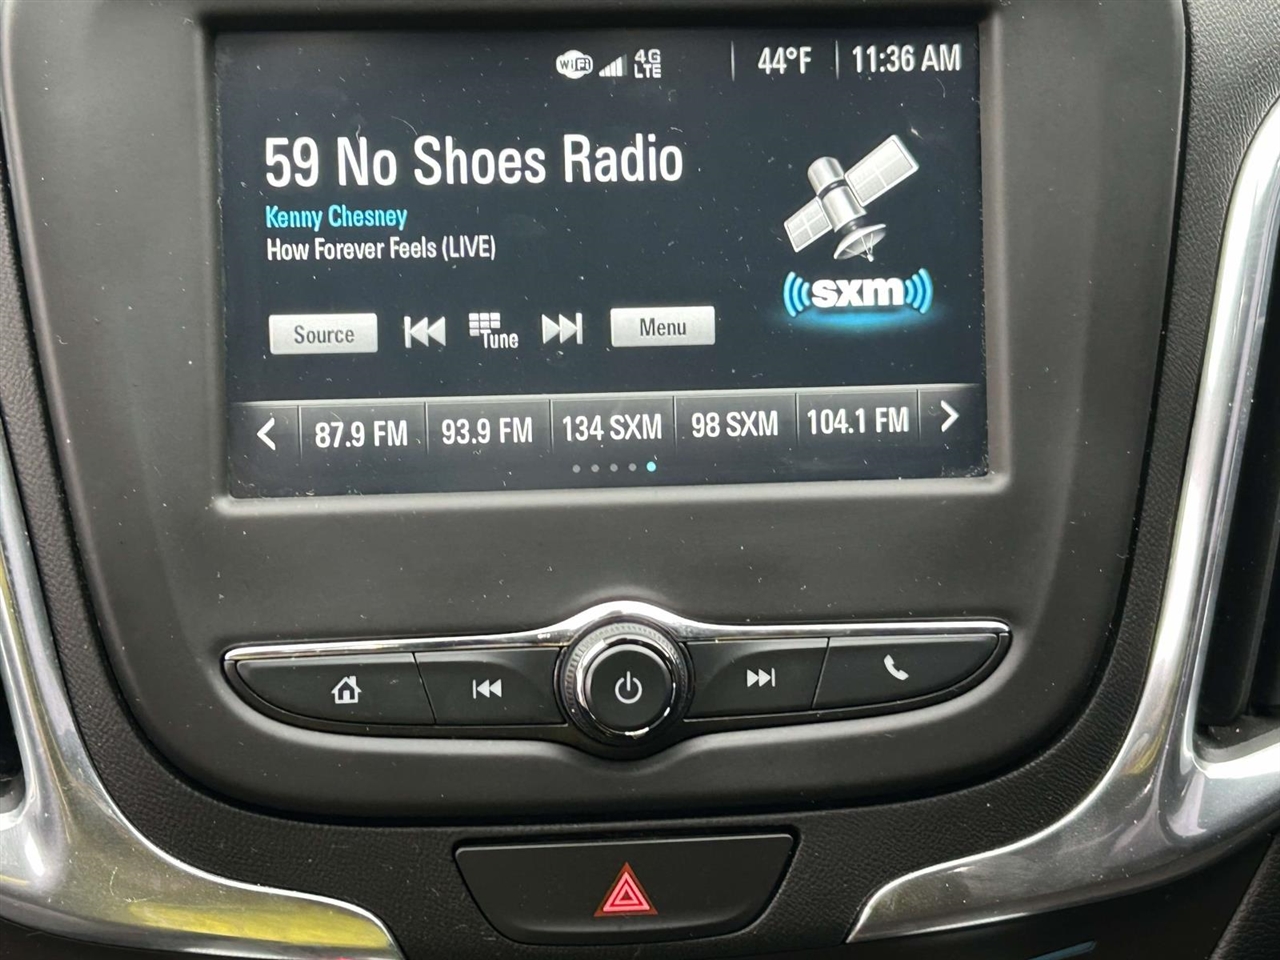 WiFi 4G LTE 44°F 11:36 AM
59 No Shoes Radio
Kenny Chesney
How Forever Feels (LIVE)
sxm
Source Tune Menu
87.9 FM 93.9 FM 134 SXM 98 SXM 104.1 FM